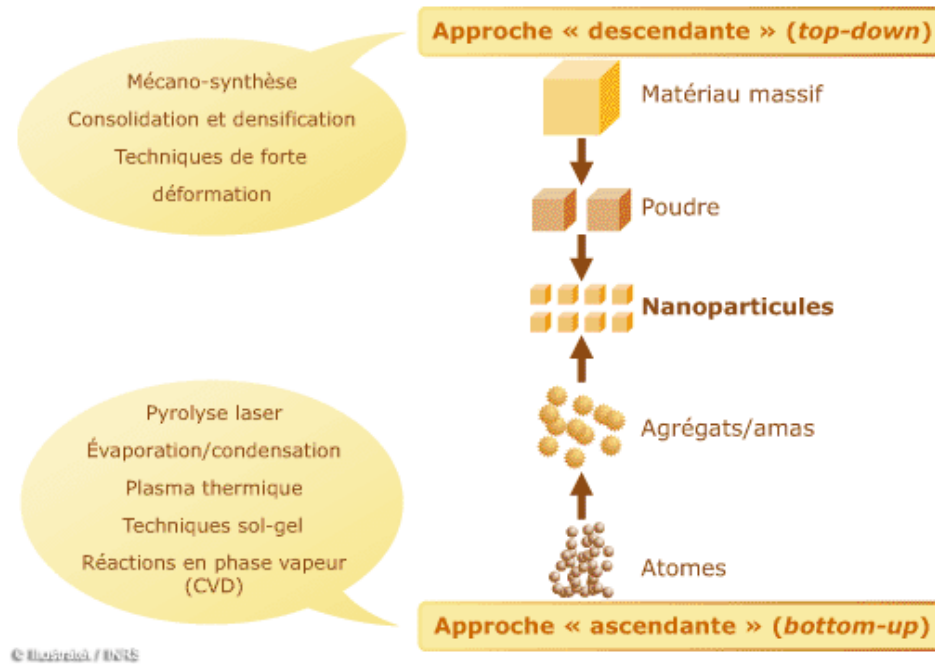 Approche « descendante » (top-down)
Mécano-synthèse
Consolidation et densification
Techniques de forte
déformation
Matériau massif
Poudre
Nanoparticules
Agrégats/amas
Atomes
Pyrolyse laser
Évaporation/condensation
Plasma thermique
Techniques sol-gel
Réactions en phase vapeur
(CVD)
Approche « ascendante » (bottom-up)
© Illustratek / INRS